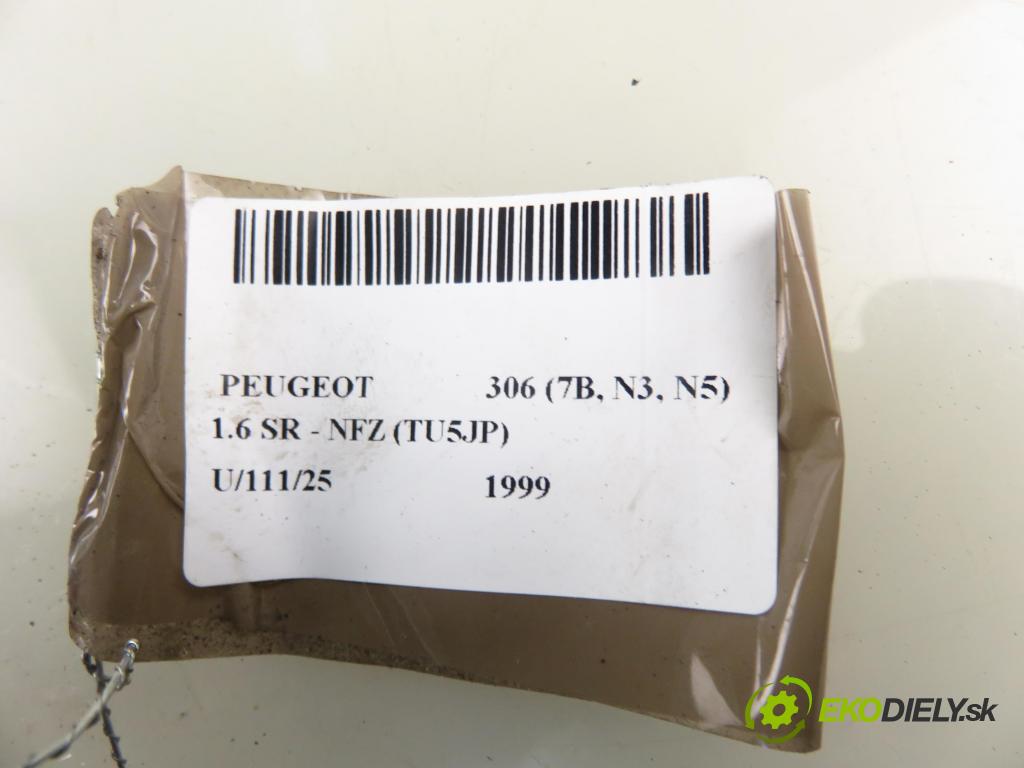 PEUGEOT 306 (7B, N3, N5)
1.6 SR - NFZ (TU5JP)
U/111/25 1999
EKODIELY.sk